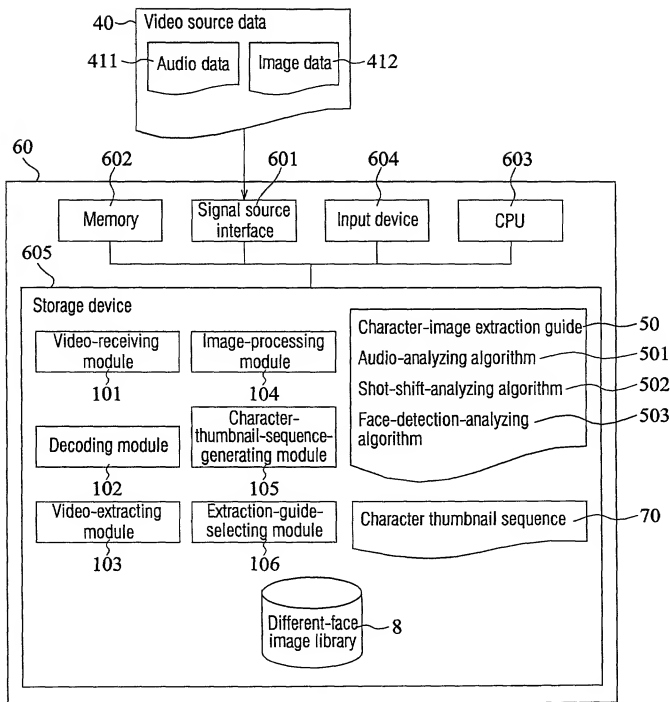 40
Video source data
411
Audio data
Image data
412
60
602
601
604
603
Memory
Signal source
interface
Input device
CPU
605
Storage device
Video-receiving
module
101
Image-processing
module
104
Decoding module
102
Character-
thumbnail-sequence-
generating module
105
Video-extracting
module
103
Extraction-guide-
selecting module
106
Character-image extraction guide
50
Audio-analyzing algorithm
501
Shot-shift-analyzing algorithm
502
Face-detection-analyzing
algorithm
503
Character thumbnail sequence
70
Different-face
image library
8